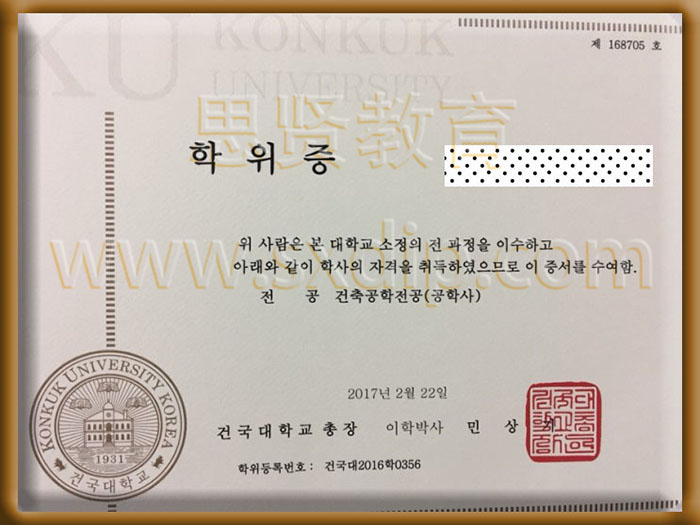 KU KONKUK
UNIVERSITY
제 168705 호
思贤教育
학 위 증
위 사람은 본 대학교 소정의 전 과정을 이수하고
아래와 같이 학사의 자격을 취득하였으므로 이 증서를 수여함.
www.sxdip.com
전 공 건축공학전공(공학사)
2017년 2월 22일
건국대학교총장 이학박사 민 상
학위등록번호: 건국대2016학0356
KONKUK UNIVERSITY KOREA
1931
건국대학교